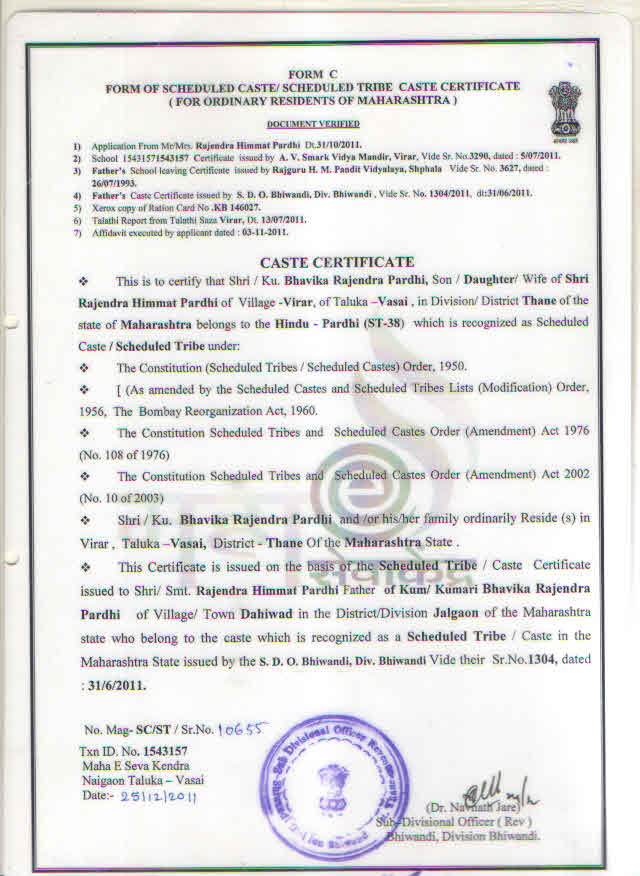 FORM C
FORM OF SCHEDULED CASTE/ SCHEDULED TRIBE CASTE CERTIFICATE
( FOR ORDINARY RESIDENTS OF MAHARASHTRA )
DOCUMENT VERIFIED
1) Application From Mr/Mrs. Rajendra Himmat Pardhi Dt.31/10/2011.
2) School 15431571543157 Certificate issued by A. V. Smark Vidya Mandir, Virar, Vide Sr. No.3290, dated : 5/07/2011.
3) Father's School leaving Certificate issued by Rajguru H. M. Pandit Vidyalaya, Shphala Vide Sr. No. 3627, dated :
26/07/1993.
4) Father's Caste Certificate issued by S. D. O. Bhiwandi, Div. Bhiwandi , Vide Sr. No. 1304/2011, dt:31/06/2011.
5) Xerox copy of Ration Card No .KB 146027.
6) Talathi Report from Talathi Saza Virar, Dt. 13/07/2011.
7) Affidavit executed by applicant dated : 03-11-2011.
CASTE CERTIFICATE
❖ This is to certify that Shri / Ku. Bhavika Rajendra Pardhi, Son / Daughter/ Wife of Shri
Rajendra Himmat Pardhi of Village -Virar, of Taluka –Vasai , in Division/ District Thane of the
state of Maharashtra belongs to the Hindu - Pardhi (ST-38) which is recognized as Scheduled
Caste / Scheduled Tribe under:
❖ The Constitution (Scheduled Tribes / Scheduled Castes) Order, 1950.
❖ [ (As amended by the Scheduled Castes and Scheduled Tribes Lists (Modification) Order,
1956, The Bombay Reorganization Act, 1960.
❖ The Constitution Scheduled Tribes and Scheduled Castes Order (Amendment) Act 1976
(No. 108 of 1976)
❖ The Constitution Scheduled Tribes and Scheduled Castes Order (Amendment) Act 2002
(No. 10 of 2003)
❖ Shri / Ku. Bhavika Rajendra Pardhi and /or his/her family ordinarily Reside (s) in
Virar , Taluka –Vasai, District - Thane Of the Maharashtra State .
❖ This Certificate is issued on the basis of the Scheduled Tribe / Caste Certificate
issued to Shri/ Smt. Rajendra Himmat Pardhi Father of Kum/ Kumari Bhavika Rajendra
Pardhi of Village/ Town Dahiwad in the District/Division Jalgaon of the Maharashtra
state who belong to the caste which is recognized as a Scheduled Tribe / Caste in the
Maharashtra State issued by the S. D. O. Bhiwandi, Div. Bhiwandi Vide their Sr.No.1304, dated
: 31/6/2011.
No. Mag- SC/ST / Sr.No. 10655
Txn ID. No. 1543157
Maha E Seva Kendra
Naigaon Taluka – Vasai
Date:- 25/12/2011
Sub Divisional Officer
(Dr. Navnath Jare)
Sub-Divisional Officer ( Rev )
Bhiwandi, Division Bhiwandi.
e
सेवाकेंद्र